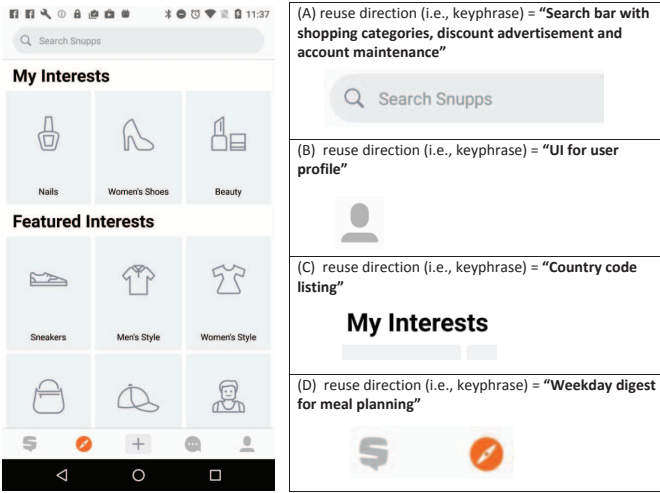 11:37
Search Snupps
My Interests
Nails Women's Shoes Beauty
Featured Interests
Sneakers Men's Style Women's Style
(A) reuse direction (i.e., keyphrase) = “Search bar with
shopping categories, discount advertisement and
account maintenance”
Search Snupps
(B) reuse direction (i.e., keyphrase) = “UI for user
profile”
(C) reuse direction (i.e., keyphrase) = “Country code
listing”
My Interests
(D) reuse direction (i.e., keyphrase) = “Weekday digest
for meal planning”